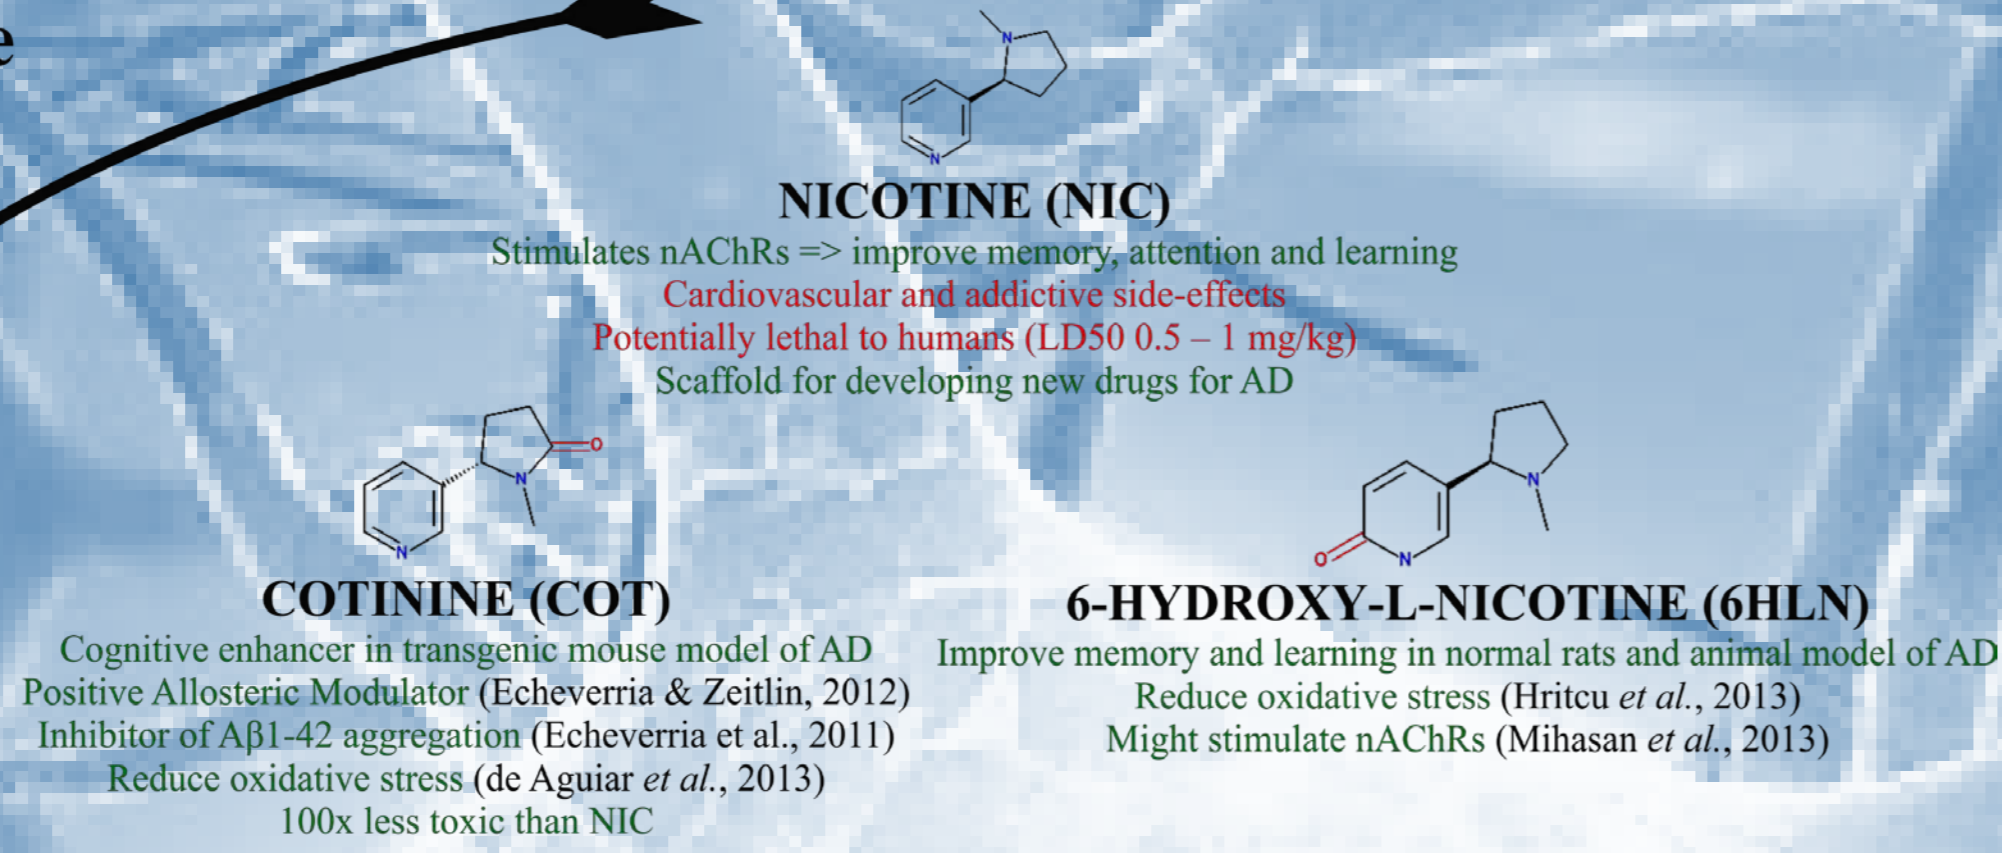 e
N
N
NICOTINE (NIC)
Stimulates nAChRs => improve memory, attention and learning
Cardiovascular and addictive side-effects
Potentially lethal to humans (LD50 0.5 – 1 mg/kg)
Scaffold for developing new drugs for AD
O
N
N
COTININE (COT)
Cognitive enhancer in transgenic mouse model of AD
Positive Allosteric Modulator (Echeverria & Zeitlin, 2012)
Inhibitor of Aβ1-42 aggregation (Echeverria et al., 2011)
Reduce oxidative stress (de Aguiar et al., 2013)
100x less toxic than NIC
N
O
N
6-HYDROXY-L-NICOTINE (6HLN)
Improve memory and learning in normal rats and animal model of AD
Reduce oxidative stress (Hritcu et al., 2013)
Might stimulate nAChRs (Mihasan et al., 2013)